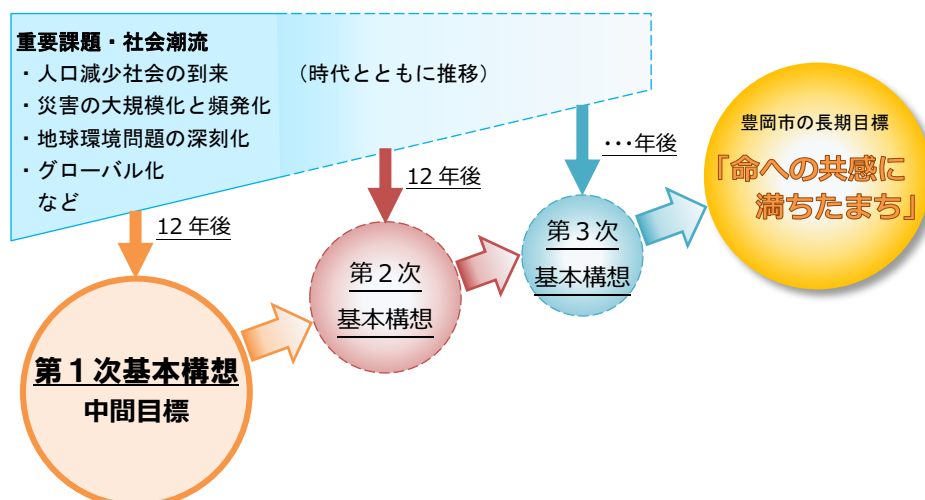 重要課題・社会潮流
・人口減少社会の到来
(時代とともに推移)
・災害の大規模化と頻発化
・地球環境問題の深刻化
・グローバル化
など
12 年後
12 年後
･･･年後
豊岡市の長期目標
「命への共感に
満ちたまち」
第３次
基本構想
第２次
基本構想
第１次基本構想
中間目標